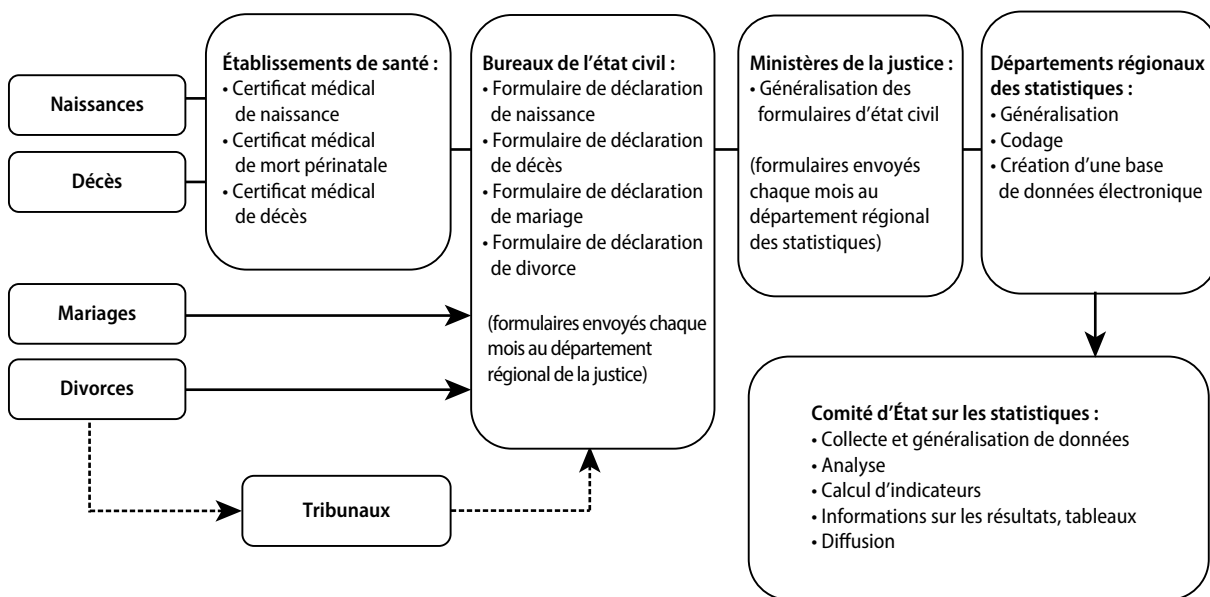 Naissances
Décès
Mariages
Divorces
Tribunaux
Établissements de santé :
• Certificat médical
de naissance
• Certificat médical
de mort périnatale
• Certificat médical
de décès
Bureaux de l’état civil :
• Formulaire de déclaration
de naissance
• Formulaire de déclaration
de décès
• Formulaire de déclaration
de mariage
• Formulaire de déclaration
de divorce
(formulaires envoyés chaque
mois au département
régional de la justice)
Ministères de la justice :
• Généralisation des
formulaires d’état civil
(formulaires envoyés
chaque mois au
département régional
des statistiques)
Départements régionaux
des statistiques :
• Généralisation
• Codage
• Création d’une base
de données électronique
Comité d’État sur les statistiques :
• Collecte et généralisation de données
• Analyse
• Calcul d’indicateurs
• Informations sur les résultats, tableaux
• Diffusion